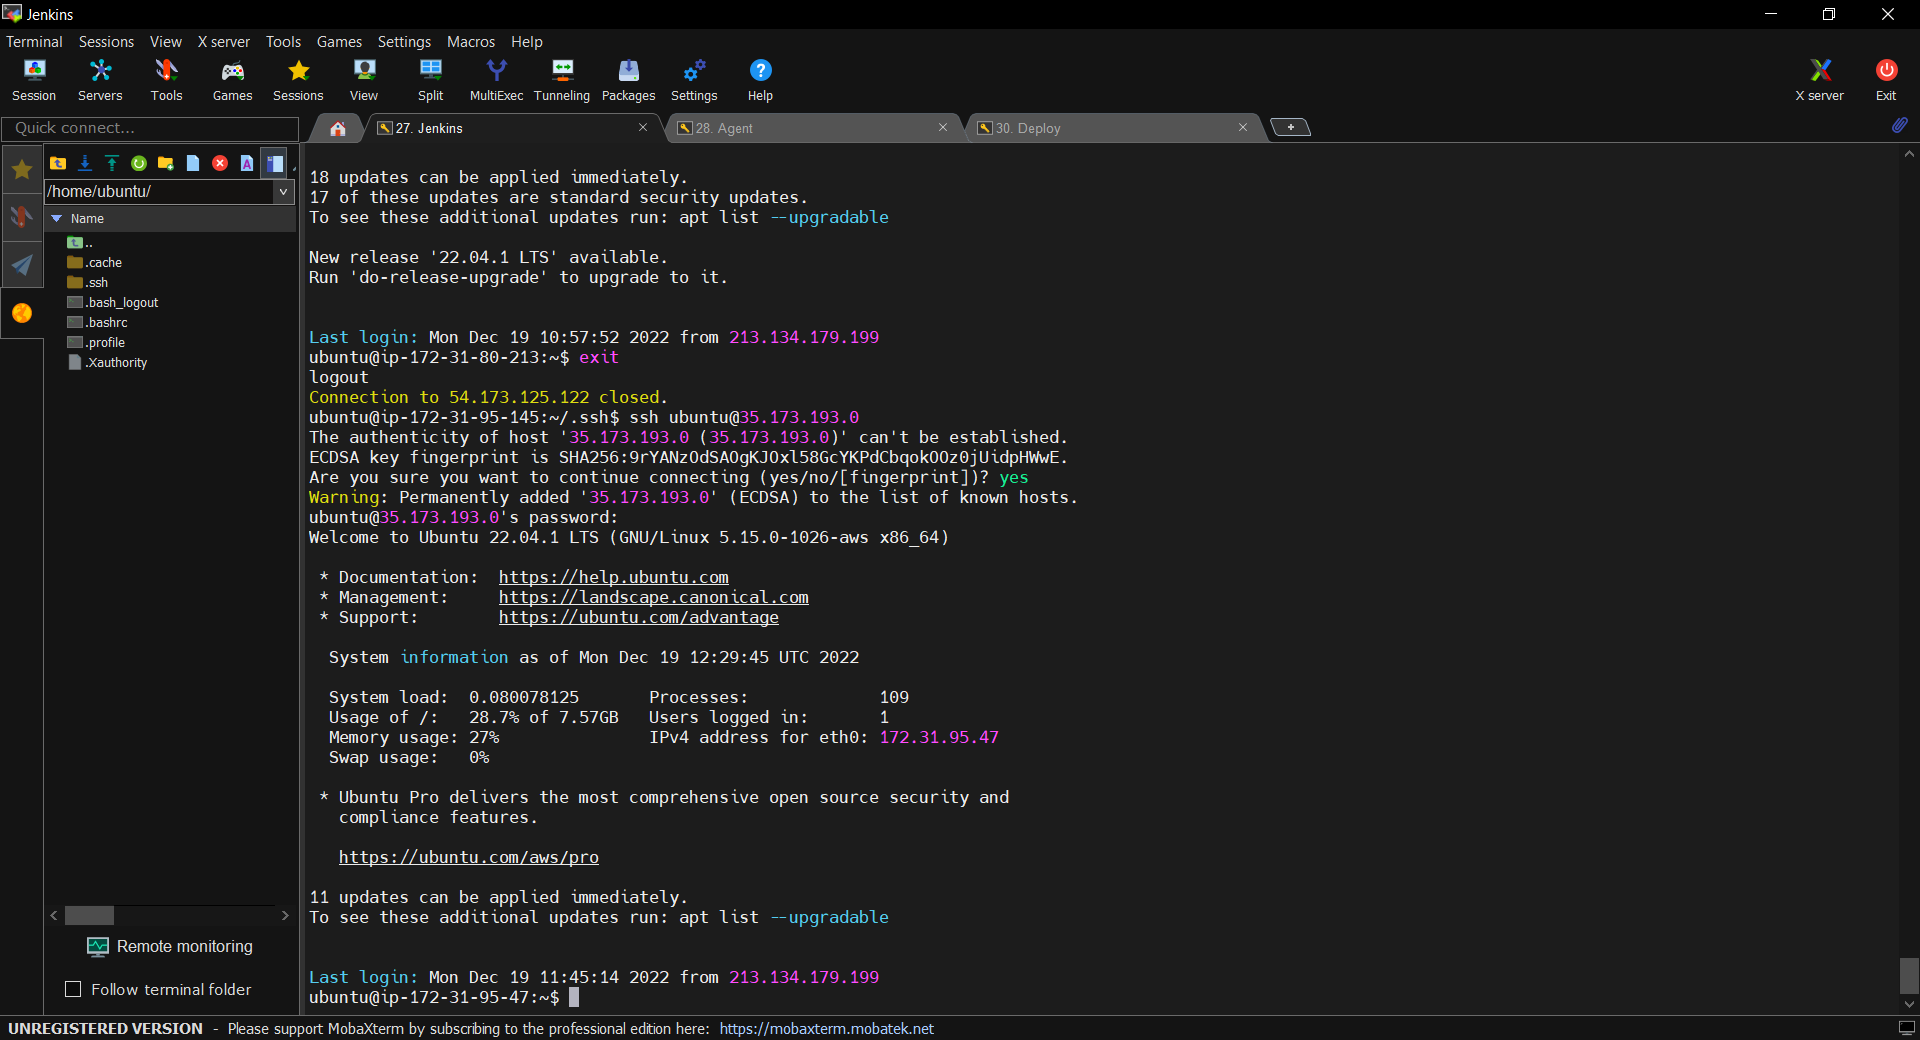 Jenkins
Terminal Sessions View X server Tools Games Settings Macros Help
Session Servers Tools Games Sessions View Split MultiExec Tunneling Packages Settings Help X server Exit
Quick connect...
27. Jenkins
28. Agent
30. Deploy
/home/ubuntu/
Name
..
.cache
.ssh
.bash_logout
.bashrc
.profile
.Xauthority
Remote monitoring
Follow terminal folder
18 updates can be applied immediately.
17 of these updates are standard security updates.
To see these additional updates run: apt list --upgradable
New release '22.04.1 LTS' available.
Run 'do-release-upgrade' to upgrade to it.
Last login: Mon Dec 19 10:57:52 2022 from 213.134.179.199
ubuntu@ip-172-31-80-213:~$ exit
logout
Connection to 54.173.125.122 closed.
ubuntu@ip-172-31-95-145:~/.ssh$ ssh ubuntu@35.173.193.0
The authenticity of host '35.173.193.0 (35.173.193.0)' can't be established.
ECDSA key fingerprint is SHA256:9rYANzOdSAOgKJOxl58GcYKPdCbqokOOz0jUidpHWwE.
Are you sure you want to continue connecting (yes/no/[fingerprint])? yes
Warning: Permanently added '35.173.193.0' (ECDSA) to the list of known hosts.
ubuntu@35.173.193.0's password:
Welcome to Ubuntu 22.04.1 LTS (GNU/Linux 5.15.0-1026-aws x86_64)
* Documentation: https://help.ubuntu.com
* Management: https://landscape.canonical.com
* Support: https://ubuntu.com/advantage
System information as of Mon Dec 19 12:29:45 UTC 2022
System load: 0.080078125 Processes: 109
Usage of /: 28.7% of 7.57GB Users logged in: 1
Memory usage: 27% IPv4 address for eth0: 172.31.95.47
Swap usage: 0%
* Ubuntu Pro delivers the most comprehensive open source security and
compliance features.
https://ubuntu.com/aws/pro
11 updates can be applied immediately.
To see these additional updates run: apt list --upgradable
Last login: Mon Dec 19 11:45:14 2022 from 213.134.179.199
ubuntu@ip-172-31-95-47:~$
UNREGISTERED VERSION - Please support MobaXterm by subscribing to the professional edition here: https://mobaxterm.mobatek.net